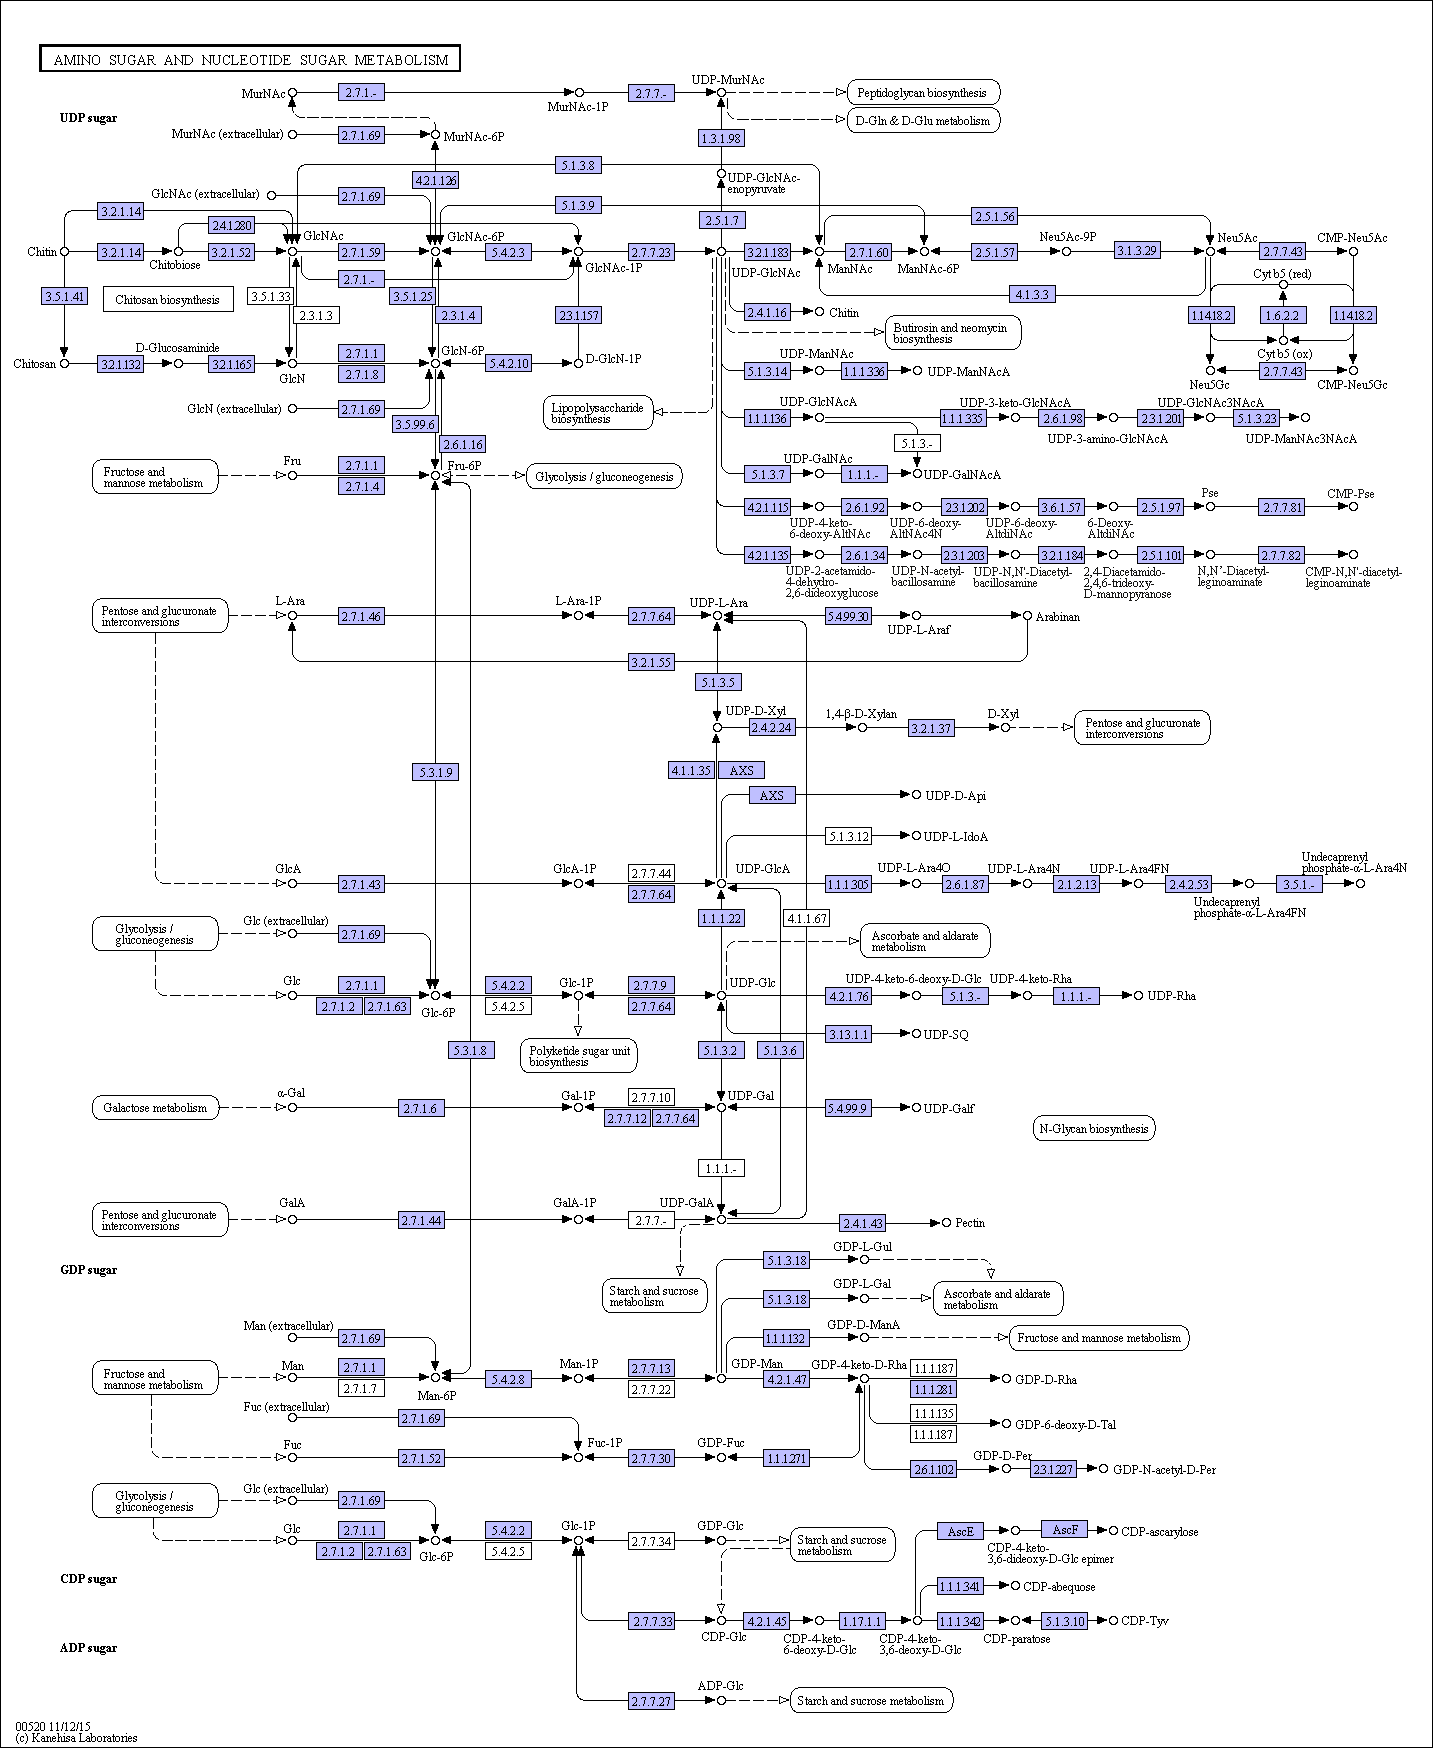 AMINO SUGAR AND NUCLEOTIDE SUGAR METABOLISM
UDP sugar
MurNAc
2.7.1.-
MurNAc-1P
2.7.7.-
UDP-MurNAc
Peptidoglycan biosynthesis
D-Gln & D-Glu metabolism
MurNAc (extracellular)
2.7.1.69
MurNAc-6P
1.3.1.98
5.1.3.8
4.2.1.126
UDP-GlcNAc-
enopyruvate
GlcNAc (extracellular)
2.7.1.69
5.1.3.9
3.2.1.14
2.4.1.280
2.5.1.7
2.5.1.56
Chitin
3.2.1.14
Chitobiose
3.2.1.52
GlcNAc
2.7.1.59
GlcNAc-6P
5.4.2.3
GlcNAc-1P
2.7.7.23
UDP-GlcNAc
3.2.1.183
ManNAc
2.7.1.60
ManNAc-6P
2.5.1.57
Neu5Ac-9P
3.1.3.29
Neu5Ac
2.7.7.43
CMP-Neu5Ac
2.7.1.-
Cyt b5 (red)
3.5.1.41
Chitosan biosynthesis
3.5.1.33
2.3.1.3
3.5.1.25
2.3.1.4
2.3.1.157
4.1.3.3
2.4.1.16
Chitin
1.14.18.2
1.6.2.2
1.14.18.2
Butirosin and neomycin
biosynthesis
Cyt b5 (ox)
Chitosan
3.2.1.132
D-Glucosaminide
3.2.1.165
GlcN
2.7.1.1
2.7.1.8
GlcN-6P
5.4.2.10
D-GlcN-1P
UDP-ManNAc
5.1.3.14
1.1.1.336
UDP-ManNAcA
Neu5Gc
2.7.7.43
CMP-Neu5Gc
GlcN (extracellular)
2.7.1.69
Lipopolysaccharide
biosynthesis
UDP-GlcNAcA
1.1.1.136
1.1.1.335
UDP-3-keto-GlcNAcA
2.6.1.98
UDP-3-amino-GlcNAcA
2.3.1.201
UDP-GlcNAc3NAcA
5.1.3.23
UDP-ManNAc3NAcA
3.5.99.6
2.6.1.16
5.1.3.-
Fructose and
mannose metabolism
Fru
2.7.1.1
2.7.1.4
Fru-6P
Glycolysis / gluconeogenesis
UDP-GalNAc
5.1.3.7
1.1.1.-
UDP-GalNAcA
4.2.1.115
UDP-4-keto-
6-deoxy-AltNAc
2.6.1.92
UDP-6-deoxy-
AltNAc4N
2.3.1.202
UDP-6-deoxy-
AltdiNAc
3.6.1.57
6-Deoxy-
AltdiNAc
2.5.1.97
Pse
2.7.7.81
CMP-Pse
4.2.1.135
UDP-2-acetamido-
4-dehydro-
2,6-dideoxyglucose
2.6.1.34
UDP-N-acetyl-
bacillosamine
2.3.1.203
UDP-N,N'-Diacetyl-
bacillosamine
3.2.1.184
2,4-Diacetamido-
2,4,6-trideoxy-
D-mannopyranose
2.5.1.101
N,N'-Diacetyl-
leginoaminate
2.7.7.82
CMP-N,N'-diacetyl-
leginoaminate
Pentose and glucuronate
interconversions
L-Ara
2.7.1.46
L-Ara-1P
2.7.7.64
UDP-L-Ara
5.4.99.30
UDP-L-Araf
Arabinan
3.2.1.55
5.1.3.5
UDP-D-Xyl
2.4.2.24
1,4-β-D-Xylan
3.2.1.37
D-Xyl
Pentose and glucuronate
interconversions
5.3.1.9
4.1.1.35
AXS
AXS
UDP-D-Api
5.1.3.12
UDP-L-IdoA
GlcA
2.7.1.43
GlcA-1P
2.7.7.44
2.7.7.64
UDP-GlcA
1.1.1.305
UDP-L-Ara4O
2.6.1.87
UDP-L-Ara4N
2.1.2.13
UDP-L-Ara4FN
2.4.2.53
Undecaprenyl
phosphate-α-L-Ara4FN
3.5.1.-
Undecaprenyl
phosphate-α-L-Ara4N
1.1.1.22
4.1.1.67
Glycolysis /
gluconeogenesis
Glc (extracellular)
2.7.1.69
Ascorbate and aldarate
metabolism
Glc
2.7.1.1
2.7.1.2
2.7.1.63
Glc-6P
5.4.2.2
5.4.2.5
Glc-1P
2.7.7.9
2.7.7.64
UDP-Glc
4.2.1.76
UDP-4-keto-6-deoxy-D-Glc
5.1.3.-
UDP-4-keto-Rha
1.1.1.-
UDP-Rha
3.13.1.1
UDP-SQ
5.3.1.8
Polyketide sugar unit
biosynthesis
5.1.3.2
5.1.3.6
Galactose metabolism
α-Gal
2.7.1.6
Gal-1P
2.7.7.10
2.7.7.12
2.7.7.64
UDP-Gal
5.4.99.9
UDP-Galf
N-Glycan biosynthesis
1.1.1.-
Pentose and glucuronate
interconversions
GalA
2.7.1.44
GalA-1P
2.7.7.-
UDP-GalA
2.4.1.43
Pectin
GDP sugar
Starch and sucrose
metabolism
5.1.3.18
GDP-L-Gul
5.1.3.18
GDP-L-Gal
Ascorbate and aldarate
metabolism
Man (extracellular)
2.7.1.69
1.1.1.132
GDP-D-ManA
Fructose and mannose metabolism
Fructose and
mannose metabolism
Man
2.7.1.1
2.7.1.7
Man-6P
5.4.2.8
Man-1P
2.7.7.13
2.7.7.22
GDP-Man
4.2.1.47
GDP-4-keto-D-Rha
1.1.1.187
1.1.1.281
GDP-D-Rha
Fuc (extracellular)
2.7.1.69
1.1.1.135
1.1.1.187
GDP-6-deoxy-D-Tal
Fuc
2.7.1.52
Fuc-1P
2.7.7.30
GDP-Fuc
1.1.1.271
2.6.1.102
GDP-D-Per
2.3.1.227
GDP-N-acetyl-D-Per
Glycolysis /
gluconeogenesis
Glc (extracellular)
2.7.1.69
Glc
2.7.1.1
2.7.1.2
2.7.1.63
Glc-6P
5.4.2.2
5.4.2.5
Glc-1P
2.7.7.34
GDP-Glc
Starch and sucrose
metabolism
AscE
CDP-4-keto-
3,6-dideoxy-D-Glc epimer
AscF
CDP-ascarylose
CDP sugar
1.1.1.341
CDP-abequose
2.7.7.33
CDP-Glc
4.2.1.45
CDP-4-keto-
6-deoxy-D-Glc
1.17.1.1
CDP-4-keto-
3,6-deoxy-D-Glc
1.1.1.342
CDP-paratose
5.1.3.10
CDP-Tyv
ADP sugar
2.7.7.27
ADP-Glc
Starch and sucrose metabolism
00520 11/12/15
(c) Kanehisa Laboratories